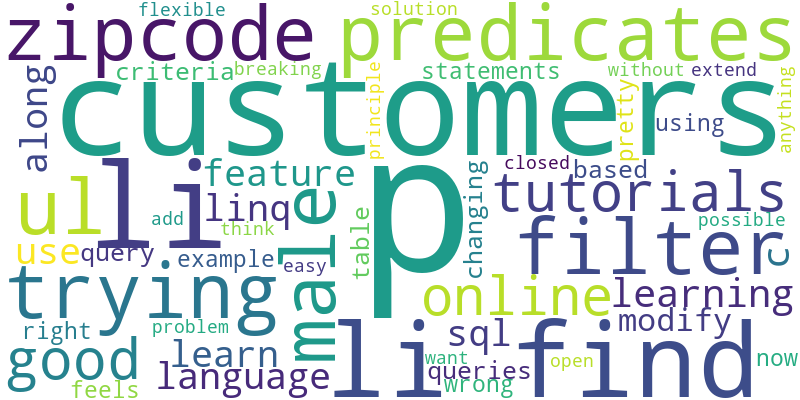 flexible
solution
zipcode
predicates
criteria
breaking
principle
statements
without
extend
customers
along
pretty
using
anything
li
p
closed
based
feature
ul
linq
male
changing
tutorials
add
think
table
possible
filter
c
use
query
example
easy
trying
online
learning
right
problem
sql
modify
good
learn
li
find
want
open
now
language
queries
wrong
feels